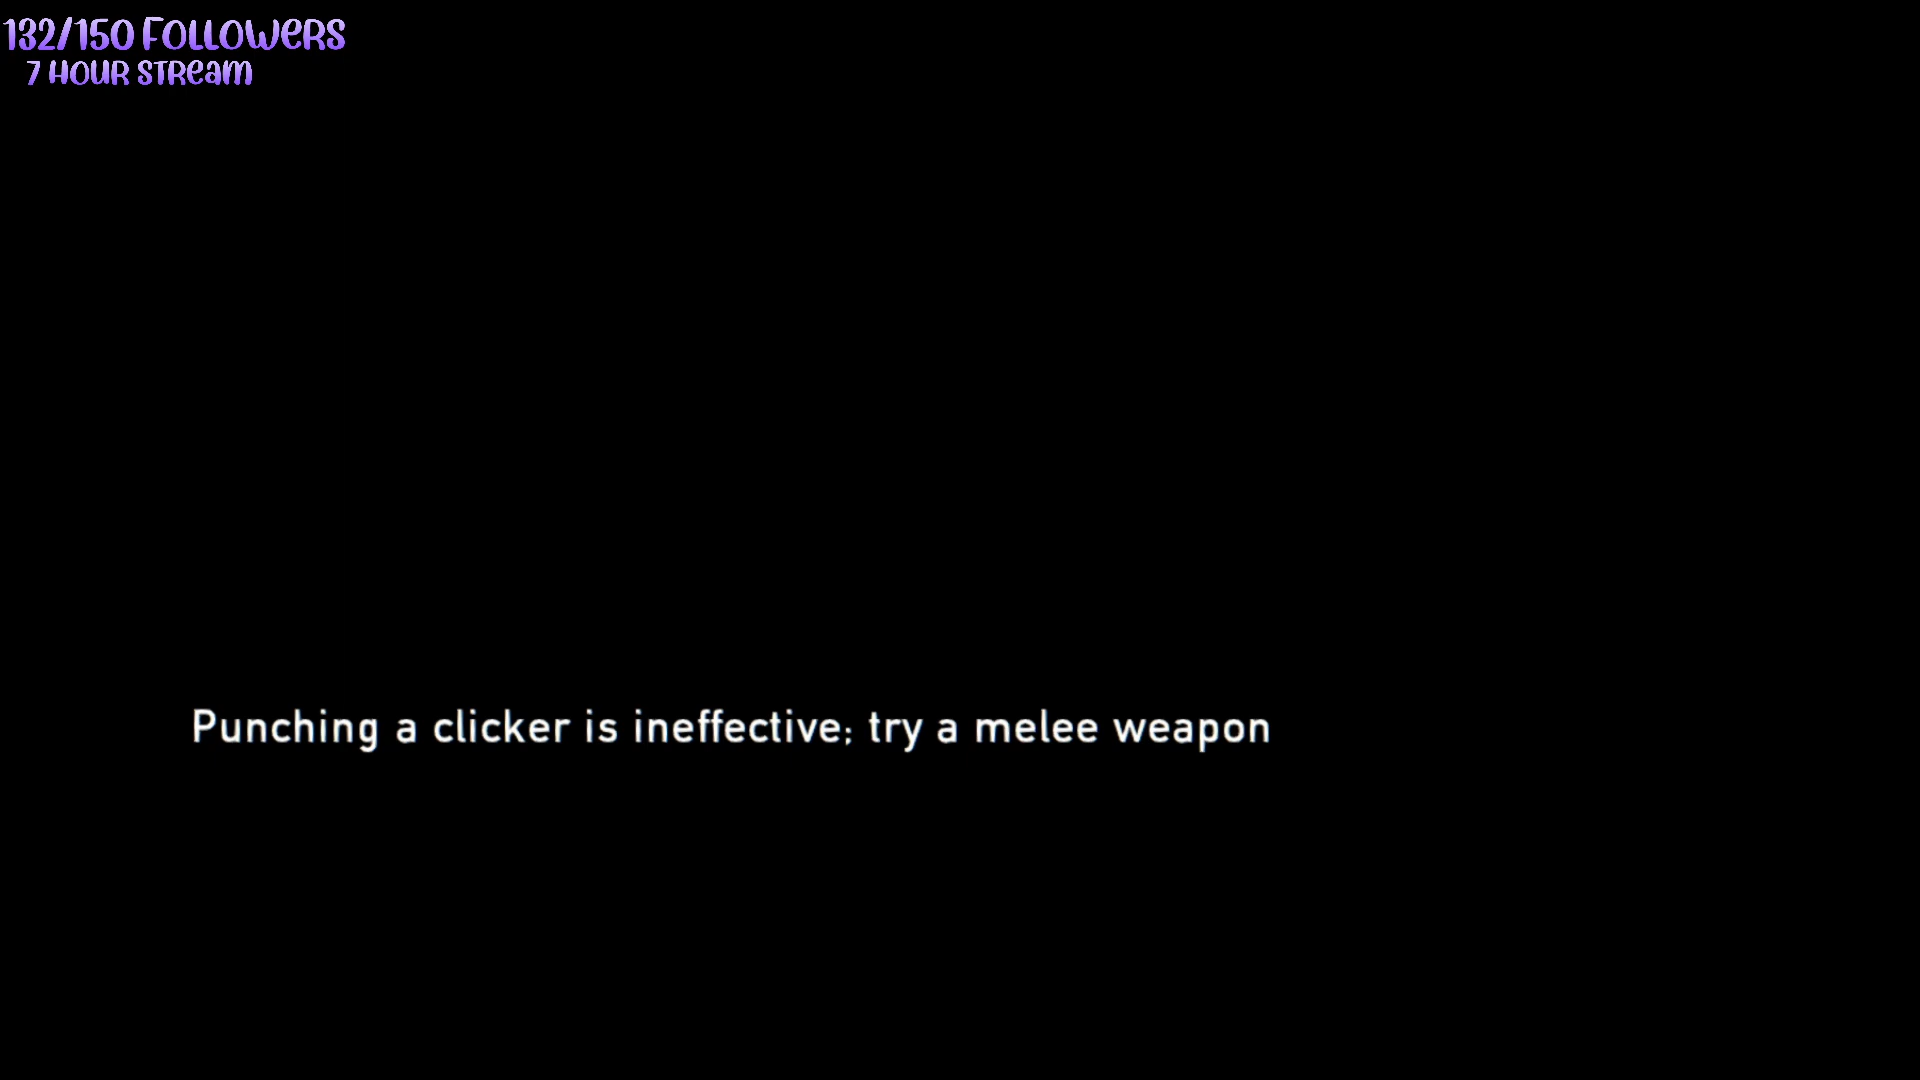 132/150 Followers
7 Hour Stream
Punching a clicker is ineffective; try a melee weapon